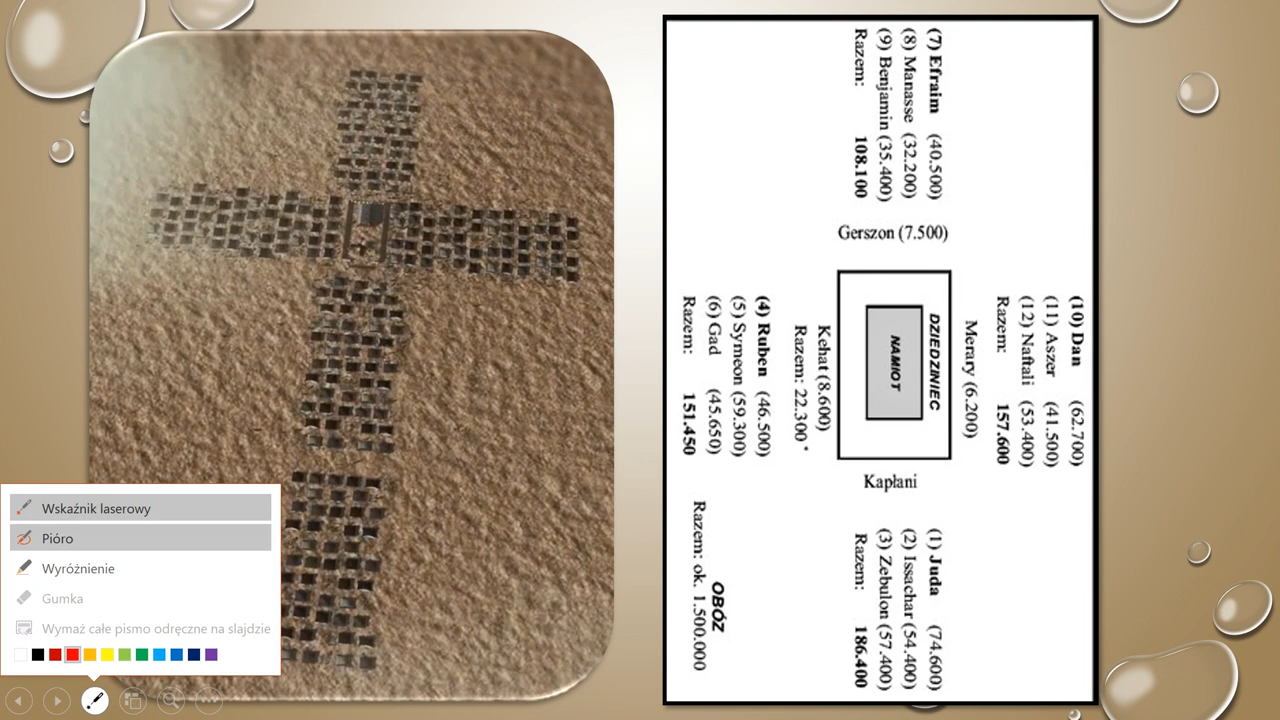 (7) Efraim (40.500)
(8) Manasse (32.200)
(9) Benjamin (35.400)
Razem: 108.100
Gerszon (7.500)
(10) Dan (62.700)
(11) Aszer (41.500)
(12) Naftali (53.400)
Razem: 157.600
Merary (6.200)
DZIEDZINIEC
NAMIOT
Kehat (8.600)
Razem: 22.300*
(4) Ruben (46.500)
(5) Symeon (59.300)
(6) Gad (45.650)
Razem: 151.450
Kapłani
(1) Juda (74.600)
(2) Issachar (54.400)
(3) Zebulon (57.400)
Razem: 186.400
OBÓZ
Razem: ok. 1.500.000
Wskaźnik laserowy
Pióro
Wyróżnienie
Gumka
Wymaż całe pismo odręczne na slajdzie